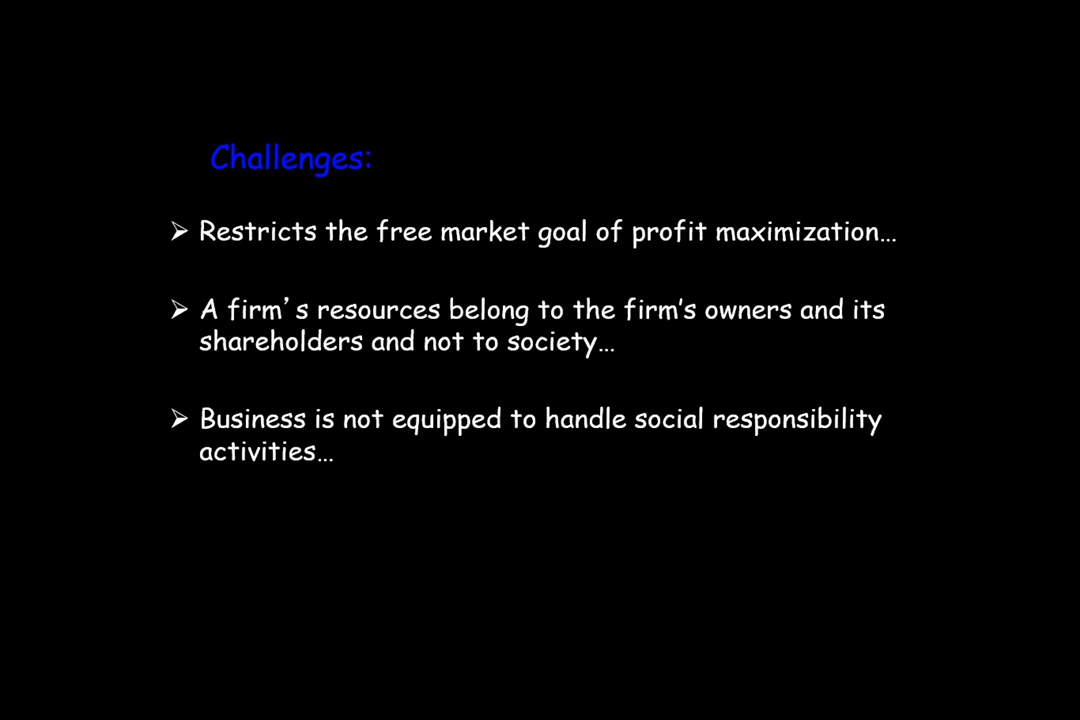 Challenges:
➢ Restricts the free market goal of profit maximization…
➢ A firm’s resources belong to the firm's owners and its
shareholders and not to society…
➢ Business is not equipped to handle social responsibility
activities…